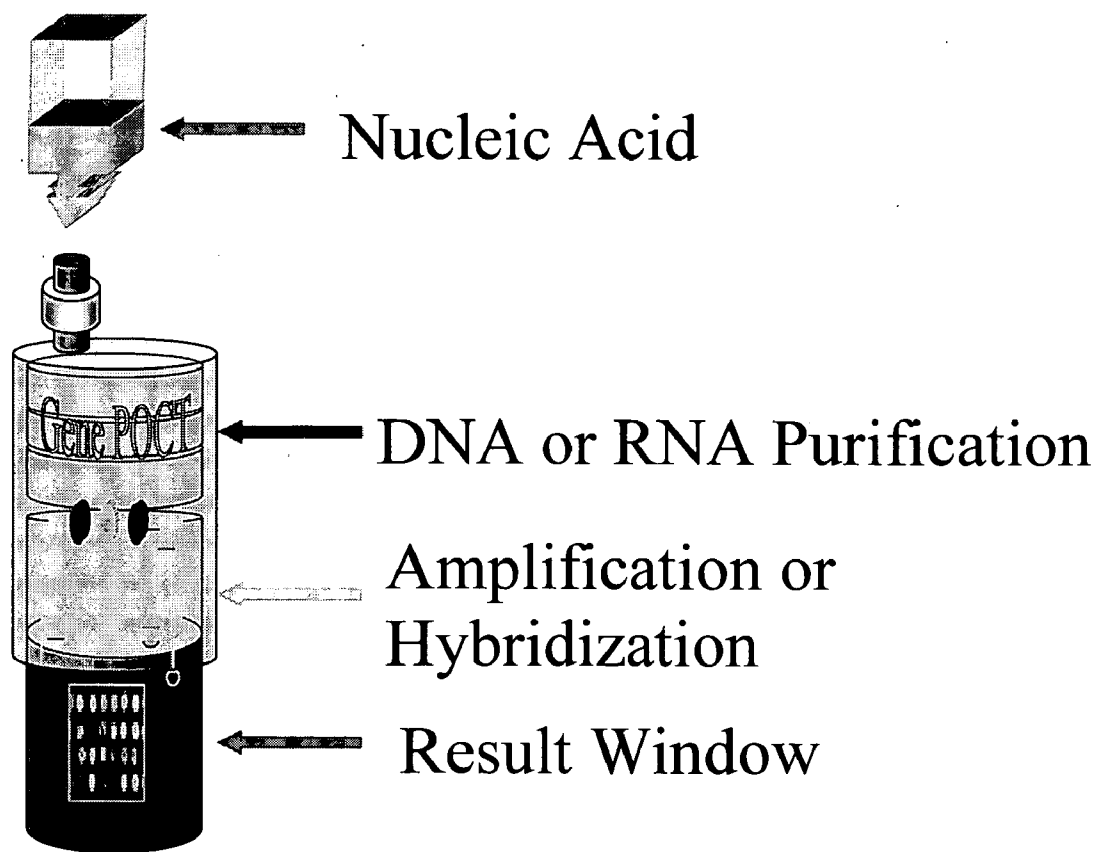 Nucleic Acid
Gene POCT
DNA or RNA Purification
Amplification or
Hybridization
Result Window